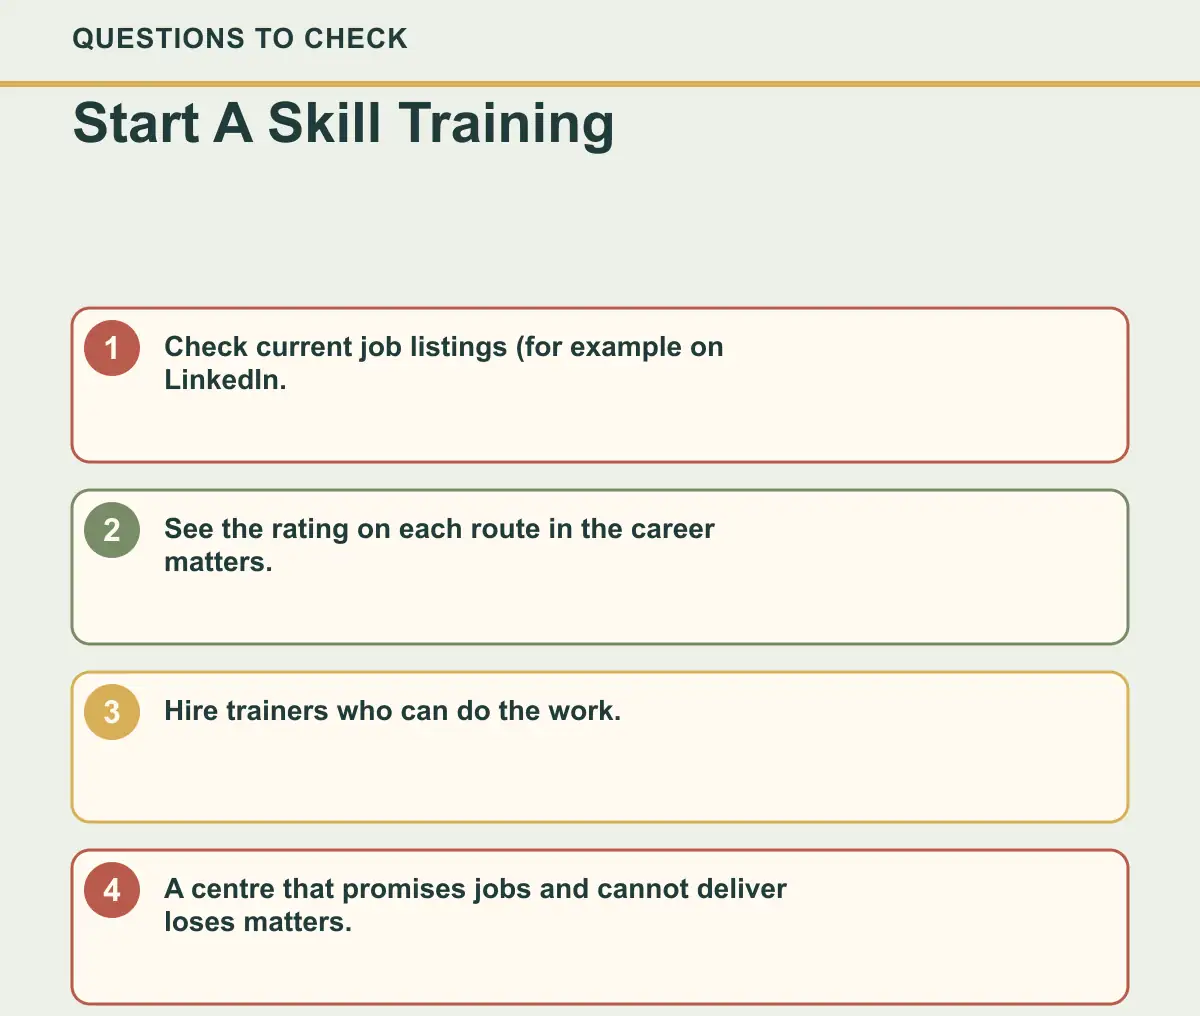 QUESTIONS TO CHECK
Start A Skill Training
1
Check current job listings (for example on
LinkedIn.
2
See the rating on each route in the career
matters.
3
Hire trainers who can do the work.
4
A centre that promises jobs and cannot deliver
loses matters.